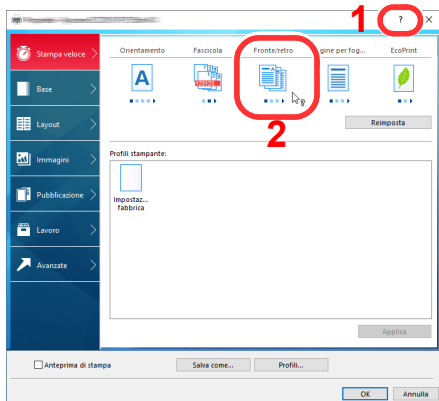 1
?
Stampa veloce
Orientamento
Fascicola
Fronte/retro
gine per fog...
EcoPrint
A
123123
2
Base
Reimposta
Layout
Profili stampante:
Immagini
Impostaz...
fabbrica
Pubblicazione
Lavoro
Avanzate
Applica
Anteprima di stampa
Salva come...
Profili...
OK
Annulla